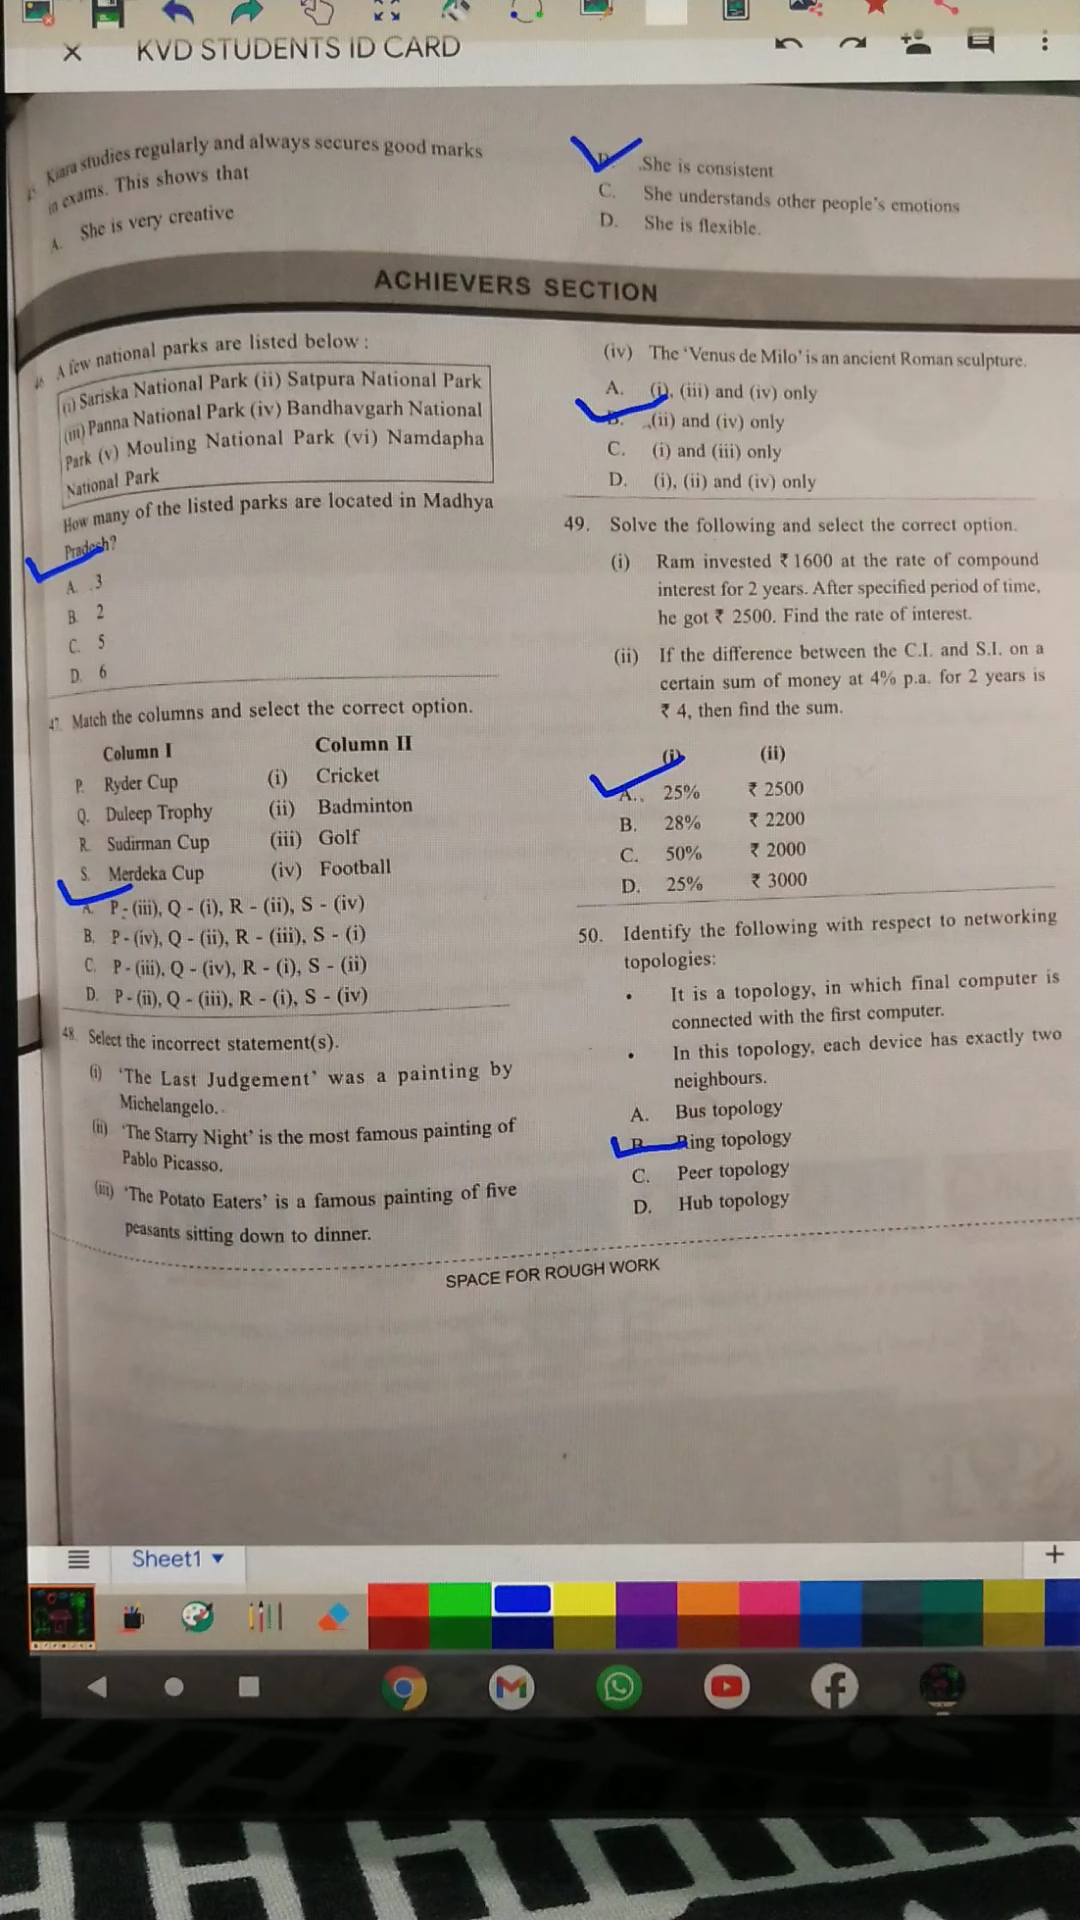 KVD STUDENTS ID CARD
Kiara studies regularly and always secures good marks
in exams. This shows that
A. She is very creative
She is consistent
C. She understands other people's emotions
D. She is flexible.
ACHIEVERS SECTION
A few national parks are listed below :
(i) Sariska National Park (ii) Satpura National Park
(iii) Panna National Park (iv) Bandhavgarh National
Park (v) Mouling National Park (vi) Namdapha
National Park
How many of the listed parks are located in Madhya
Pradesh?
A. 3
B. 2
C. 5
D. 6
47. Match the columns and select the correct option.
Column I Column II
P. Ryder Cup (i) Cricket
Q. Duleep Trophy (ii) Badminton
R. Sudirman Cup (iii) Golf
S. Merdeka Cup (iv) Football
A. P - (iii), Q - (i), R - (ii), S - (iv)
B. P - (iv), Q - (ii), R - (iii), S - (i)
C. P - (iii), Q - (iv), R - (i), S - (ii)
D. P - (ii), Q - (iii), R - (i), S - (iv)
48. Select the incorrect statement(s).
(i) 'The Last Judgement' was a painting by
Michelangelo.
(ii) 'The Starry Night' is the most famous painting of
Pablo Picasso.
(iii) 'The Potato Eaters' is a famous painting of five
peasants sitting down to dinner.
(iv) The 'Venus de Milo' is an ancient Roman sculpture.
A. (i), (iii) and (iv) only
B. (ii) and (iv) only
C. (i) and (iii) only
D. (i), (ii) and (iv) only
49. Solve the following and select the correct option.
(i) Ram invested ₹ 1600 at the rate of compound
interest for 2 years. After specified period of time,
he got ₹ 2500. Find the rate of interest.
(ii) If the difference between the C.I. and S.I. on a
certain sum of money at 4% p.a. for 2 years is
₹ 4, then find the sum.
(i) (ii)
A. 25% ₹ 2500
B. 28% ₹ 2200
C. 50% ₹ 2000
D. 25% ₹ 3000
50. Identify the following with respect to networking
topologies:
• It is a topology, in which final computer is
connected with the first computer.
• In this topology, each device has exactly two
neighbours.
A. Bus topology
B. Ring topology
C. Peer topology
D. Hub topology
SPACE FOR ROUGH WORK
Sheet1